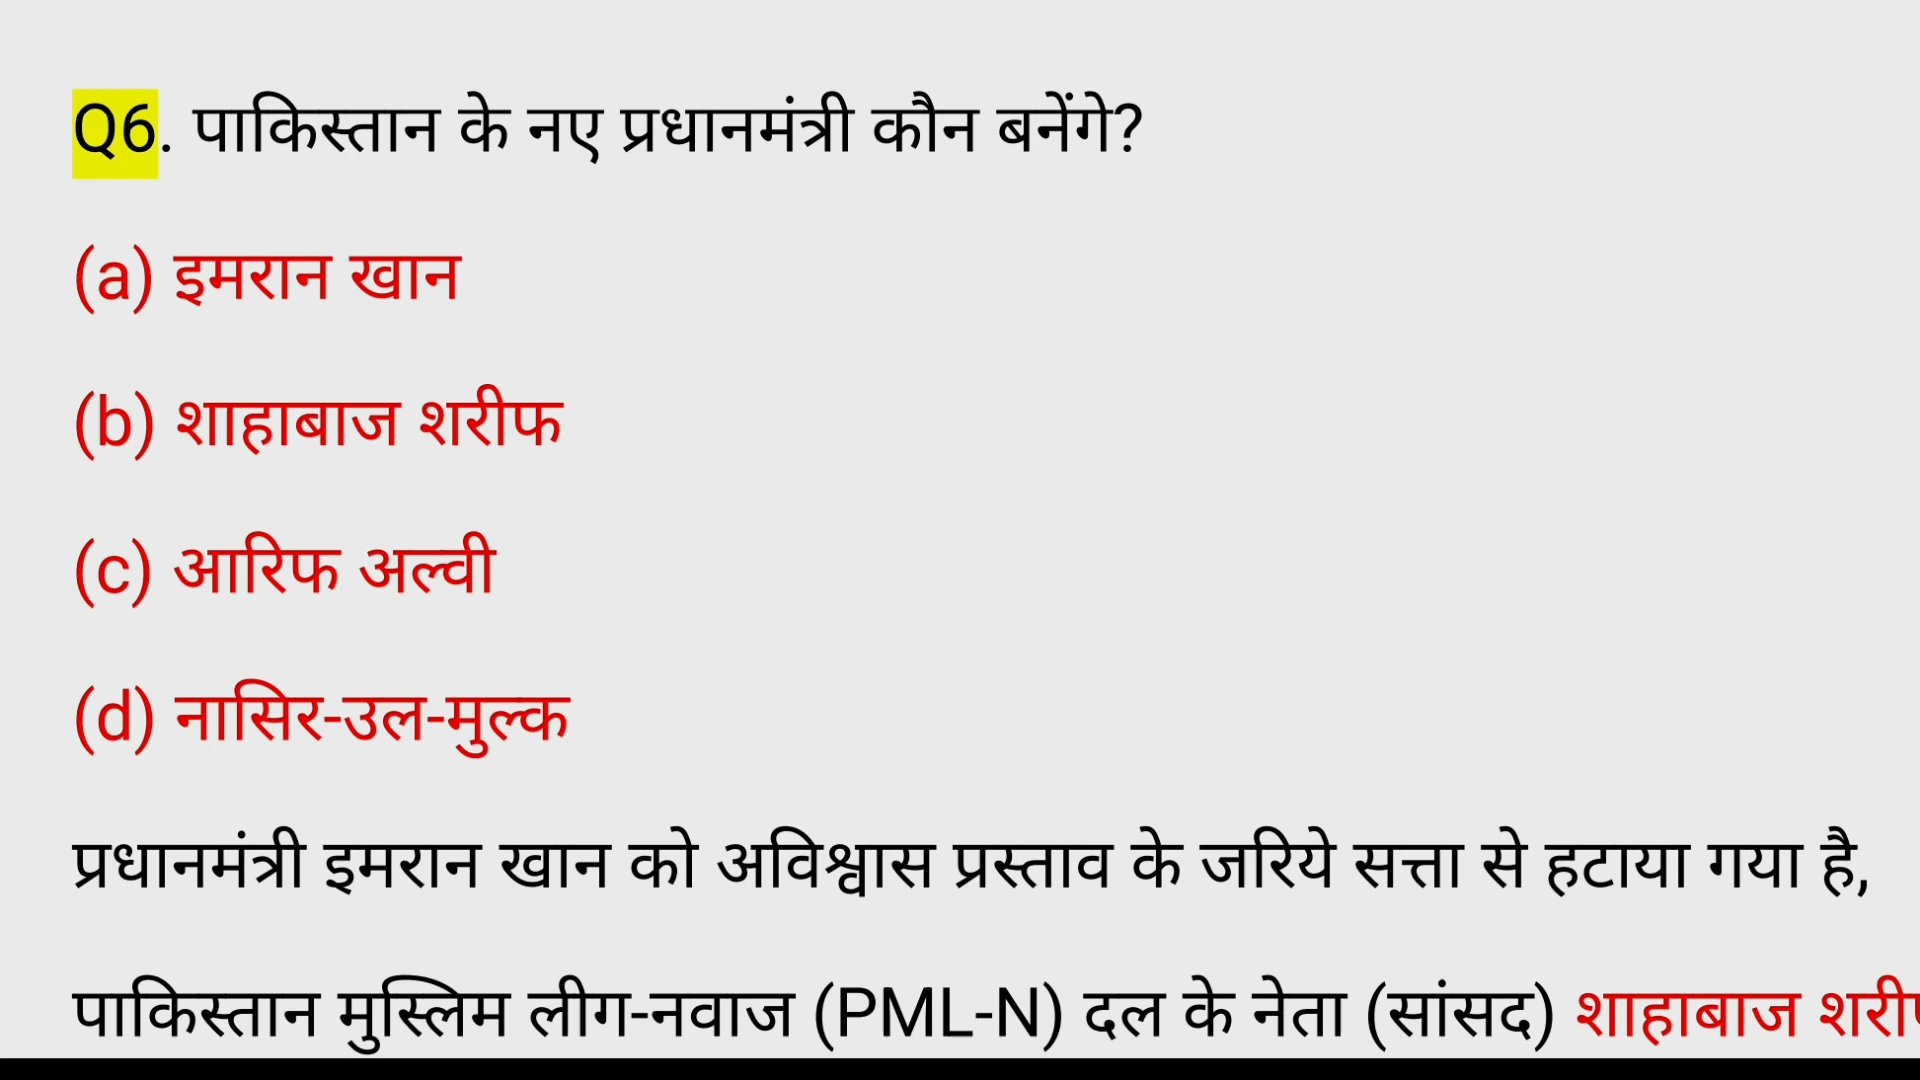 Q6. पाकिस्तान के नए प्रधानमंत्री कौन बनेंगे?
(a) इमरान खान
(b) शाहाबाज शरीफ
(c) आरिफ अल्वी
(d) नासिर-उल-मुल्क
प्रधानमंत्री इमरान खान को अविश्वास प्रस्ताव के जरिये सत्ता से हटाया गया है,
पाकिस्तान मुस्लिम लीग-नवाज (PML-N) दल के नेता (सांसद) शाहाबाज